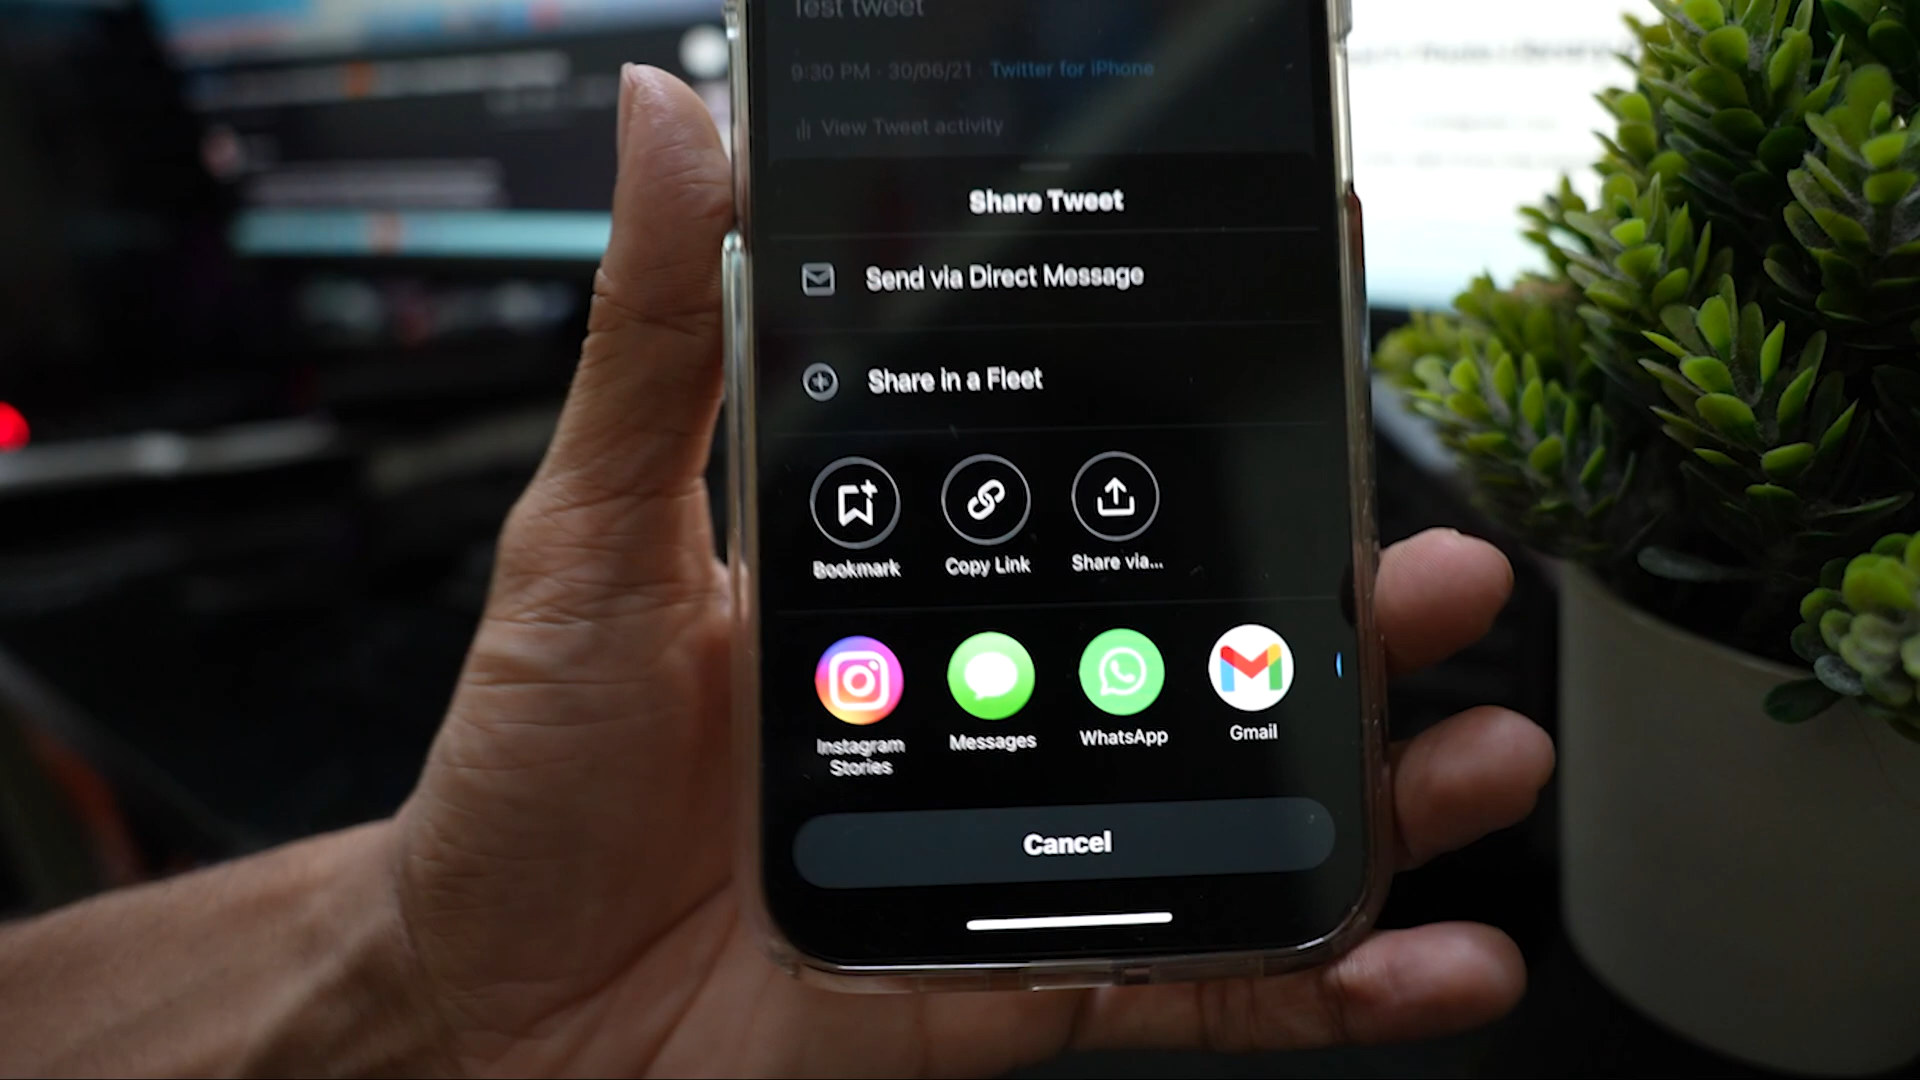 Test tweet
9:30 PM · 30/06/21 · Twitter for iPhone
View Tweet activity
Share Tweet
Send via Direct Message
Share in a Fleet
Bookmark
Copy Link
Share via...
Instagram
Stories
Messages
WhatsApp
Gmail
Cancel